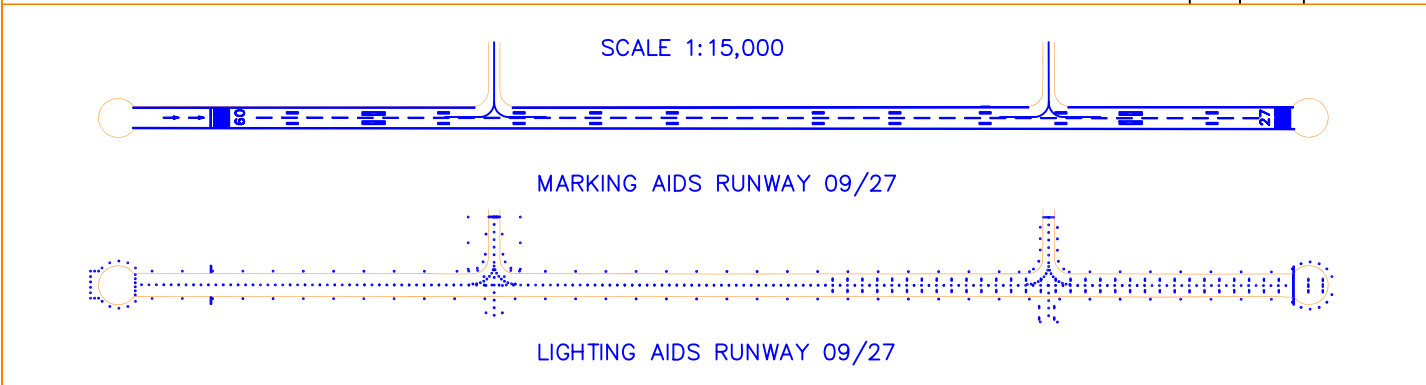 SCALE 1:15,000
09
27
MARKING AIDS RUNWAY 09/27
LIGHTING AIDS RUNWAY 09/27